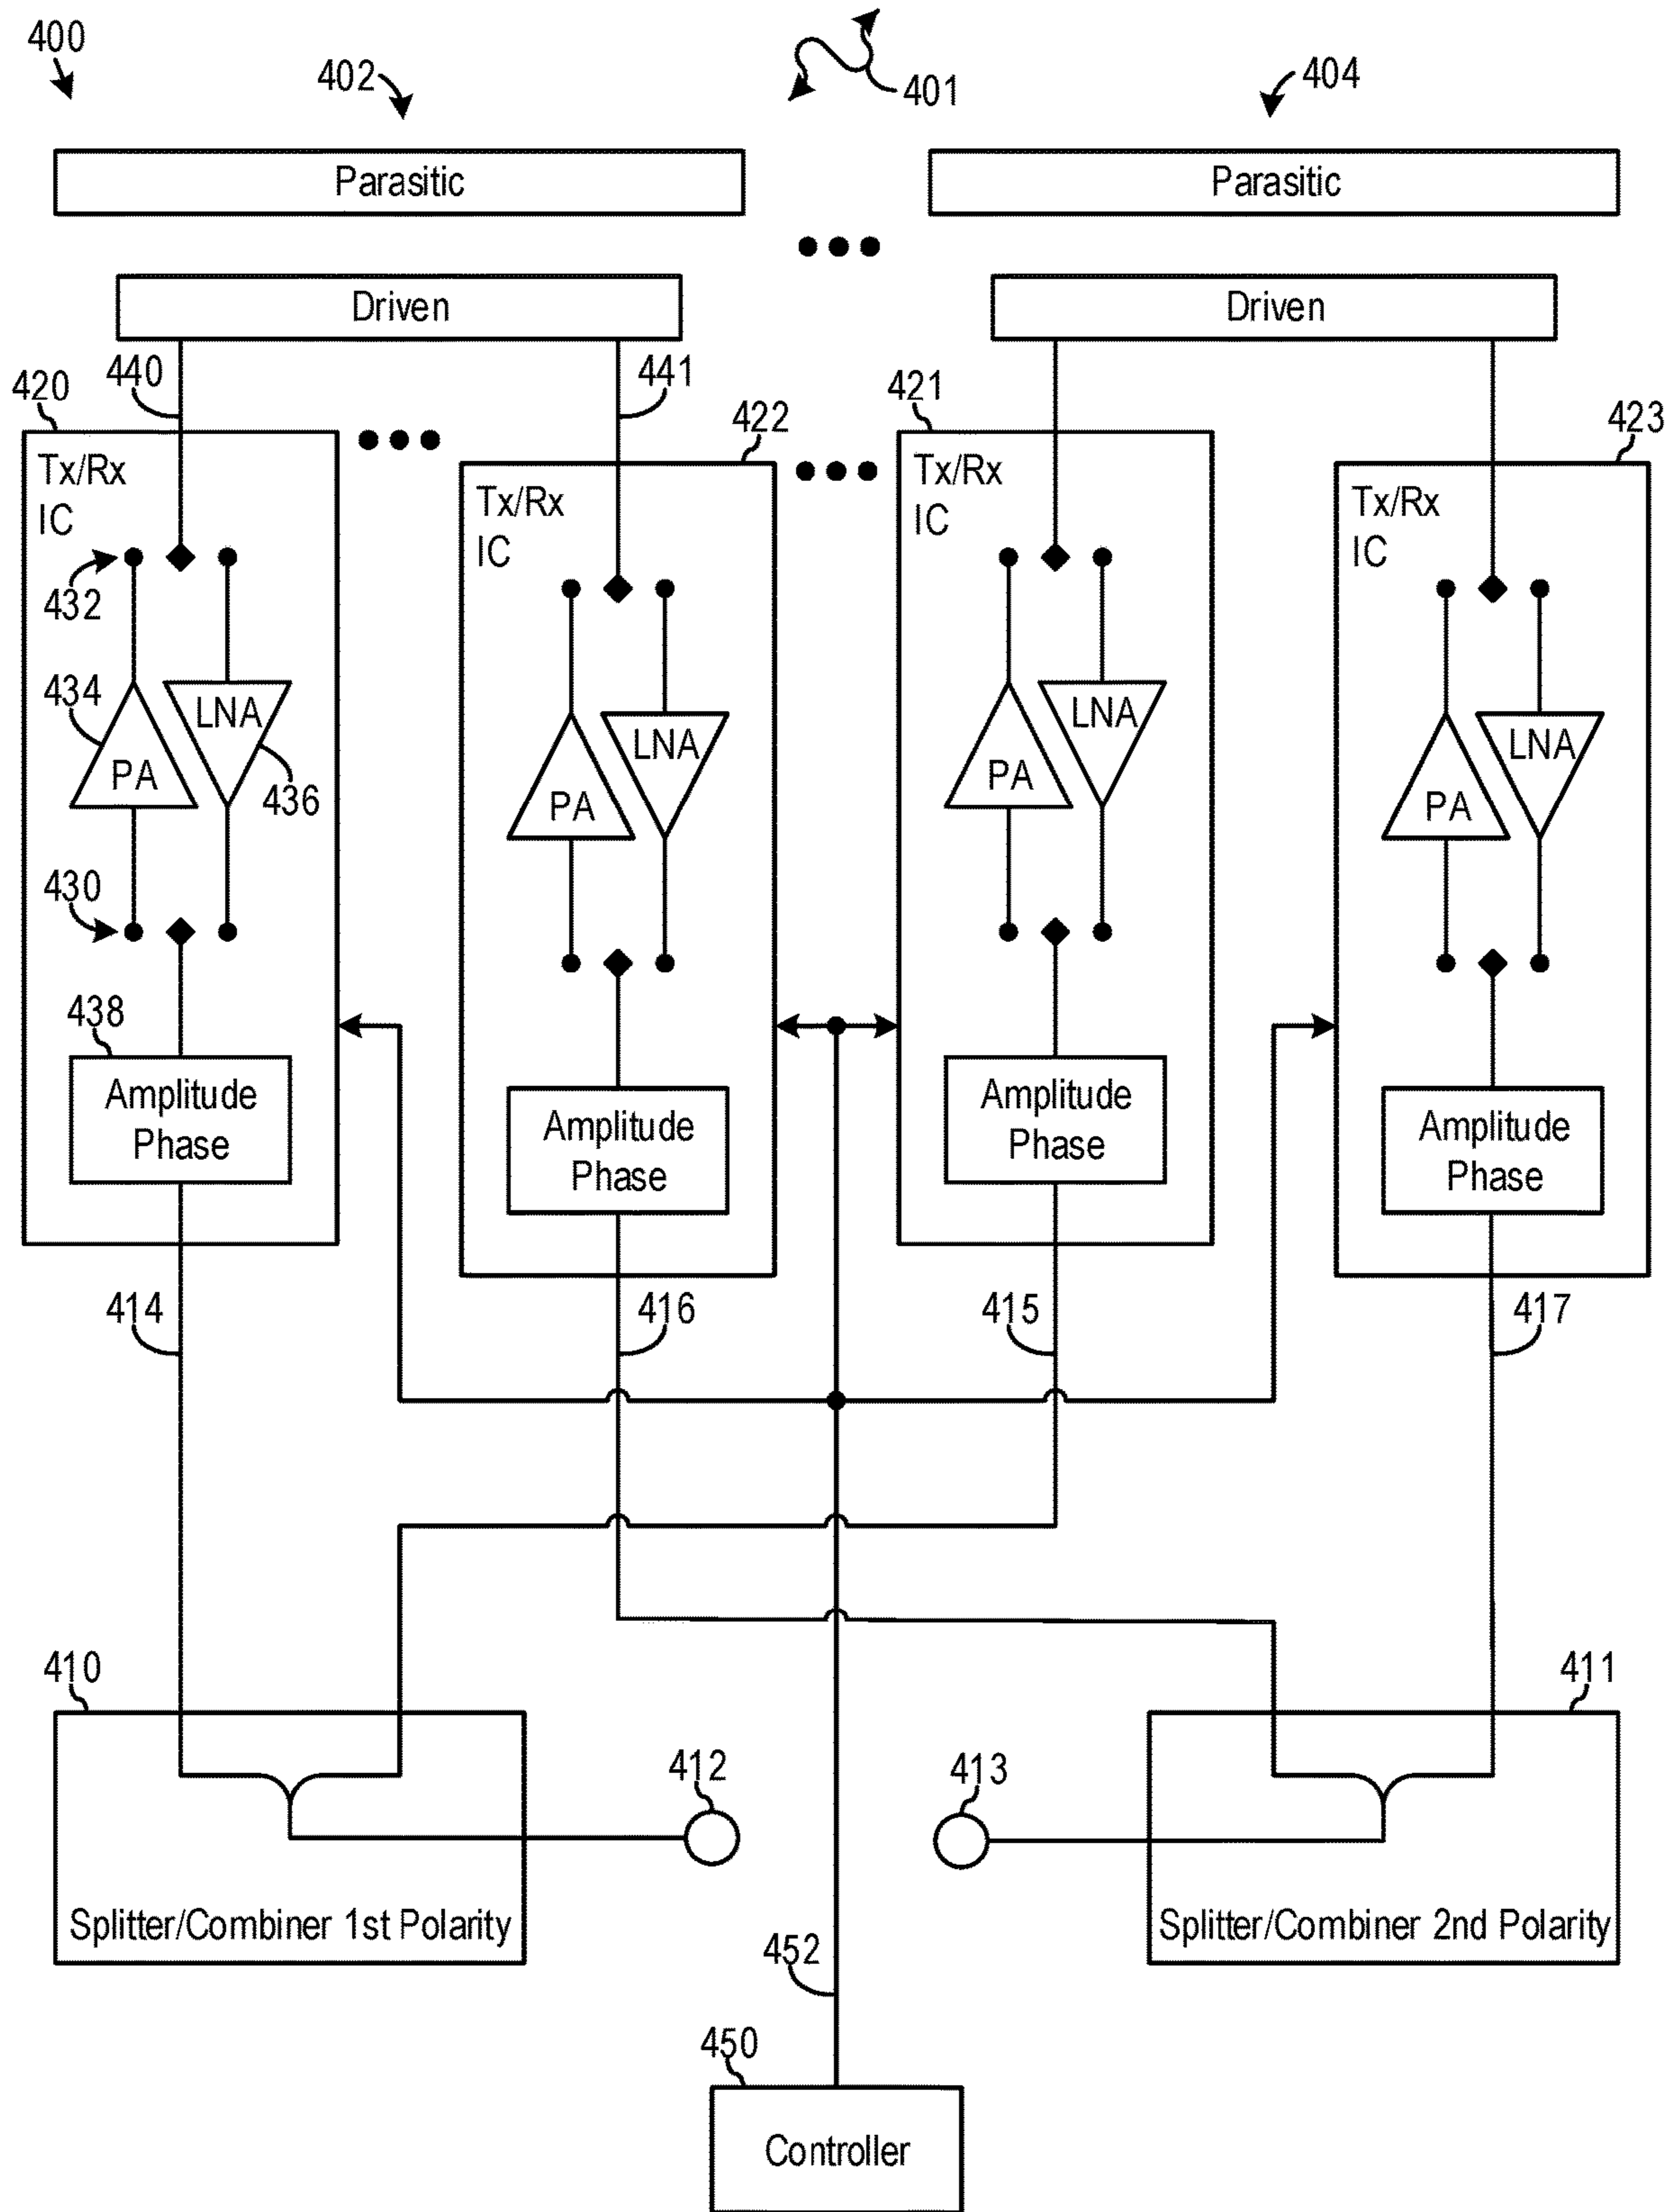 400
402
401
404
Parasitic
Parasitic
Driven
Driven
440
441
420
422
421
423
Tx/Rx
IC
Tx/Rx
IC
Tx/Rx
IC
Tx/Rx
IC
432
434
PA
LNA
436
PA
LNA
PA
LNA
PA
LNA
430
438
Amplitude
Phase
Amplitude
Phase
Amplitude
Phase
Amplitude
Phase
414
416
415
417
410
411
412
413
Splitter/Combiner 1st Polarity
Splitter/Combiner 2nd Polarity
452
450
Controller